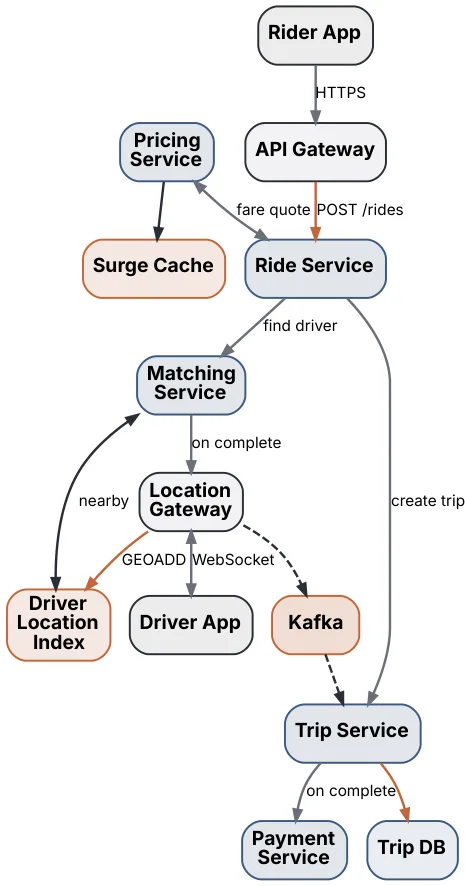 Rider App
HTTPS
Pricing
Service
API Gateway
fare quote
POST /rides
Surge Cache
Ride Service
find driver
Matching
Service
on complete
nearby
Location
Gateway
create trip
GEOADD
WebSocket
Driver
Location
Index
Driver App
Kafka
Trip Service
on complete
Payment
Service
Trip DB